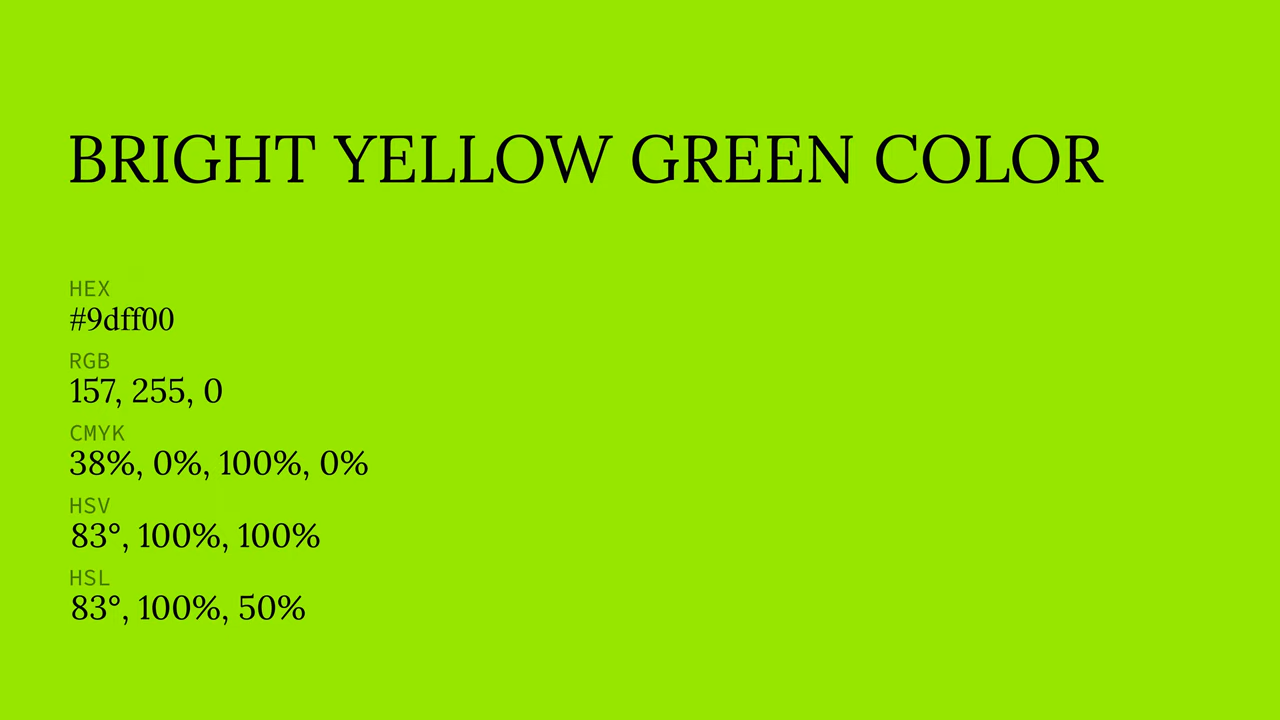 BRIGHT YELLOW GREEN COLOR
HEX
#9dff00
RGB
157, 255, 0
CMYK
38%, 0%, 100%, 0%
HSV
83°, 100%, 100%
HSL
83°, 100%, 50%